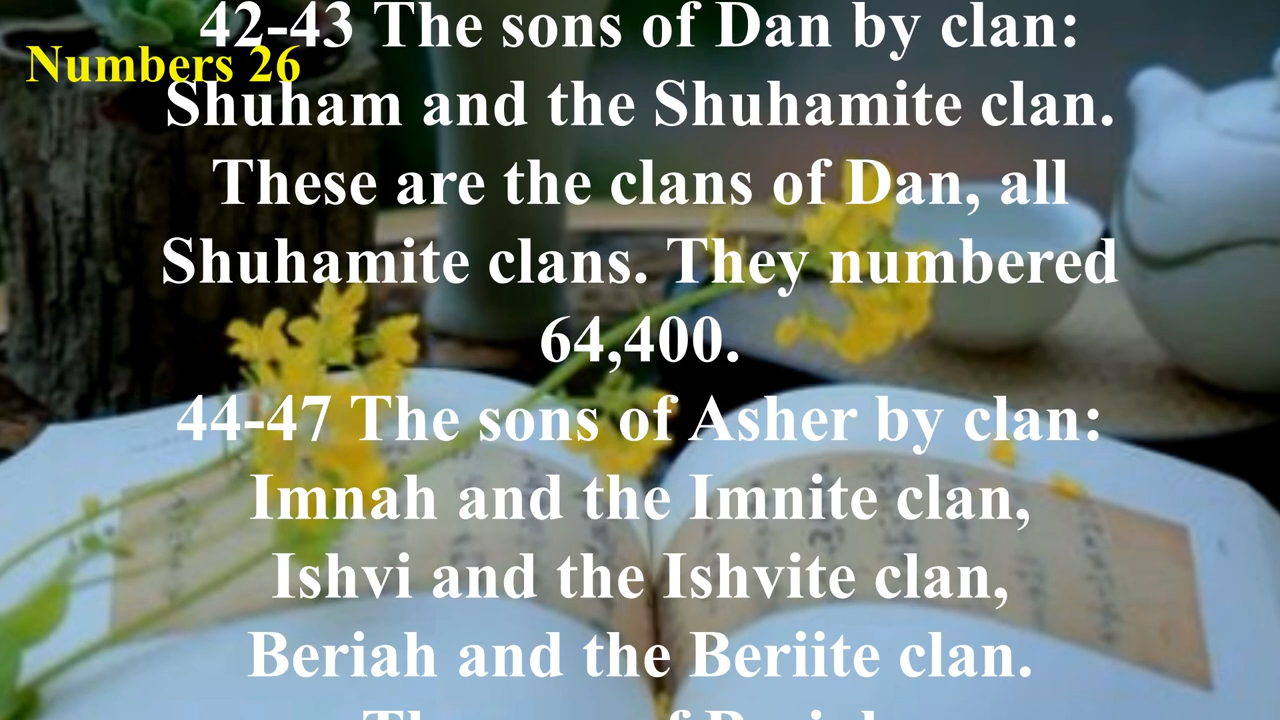 42-43 The sons of Dan by clan:
Numbers 26
Shuham and the Shuhamite clan.
These are the clans of Dan, all
Shuhamite clans. They numbered
64,400.
44-47 The sons of Asher by clan:
Imnah and the Imnite clan,
Ishvi and the Ishvite clan,
Beriah and the Beriite clan.